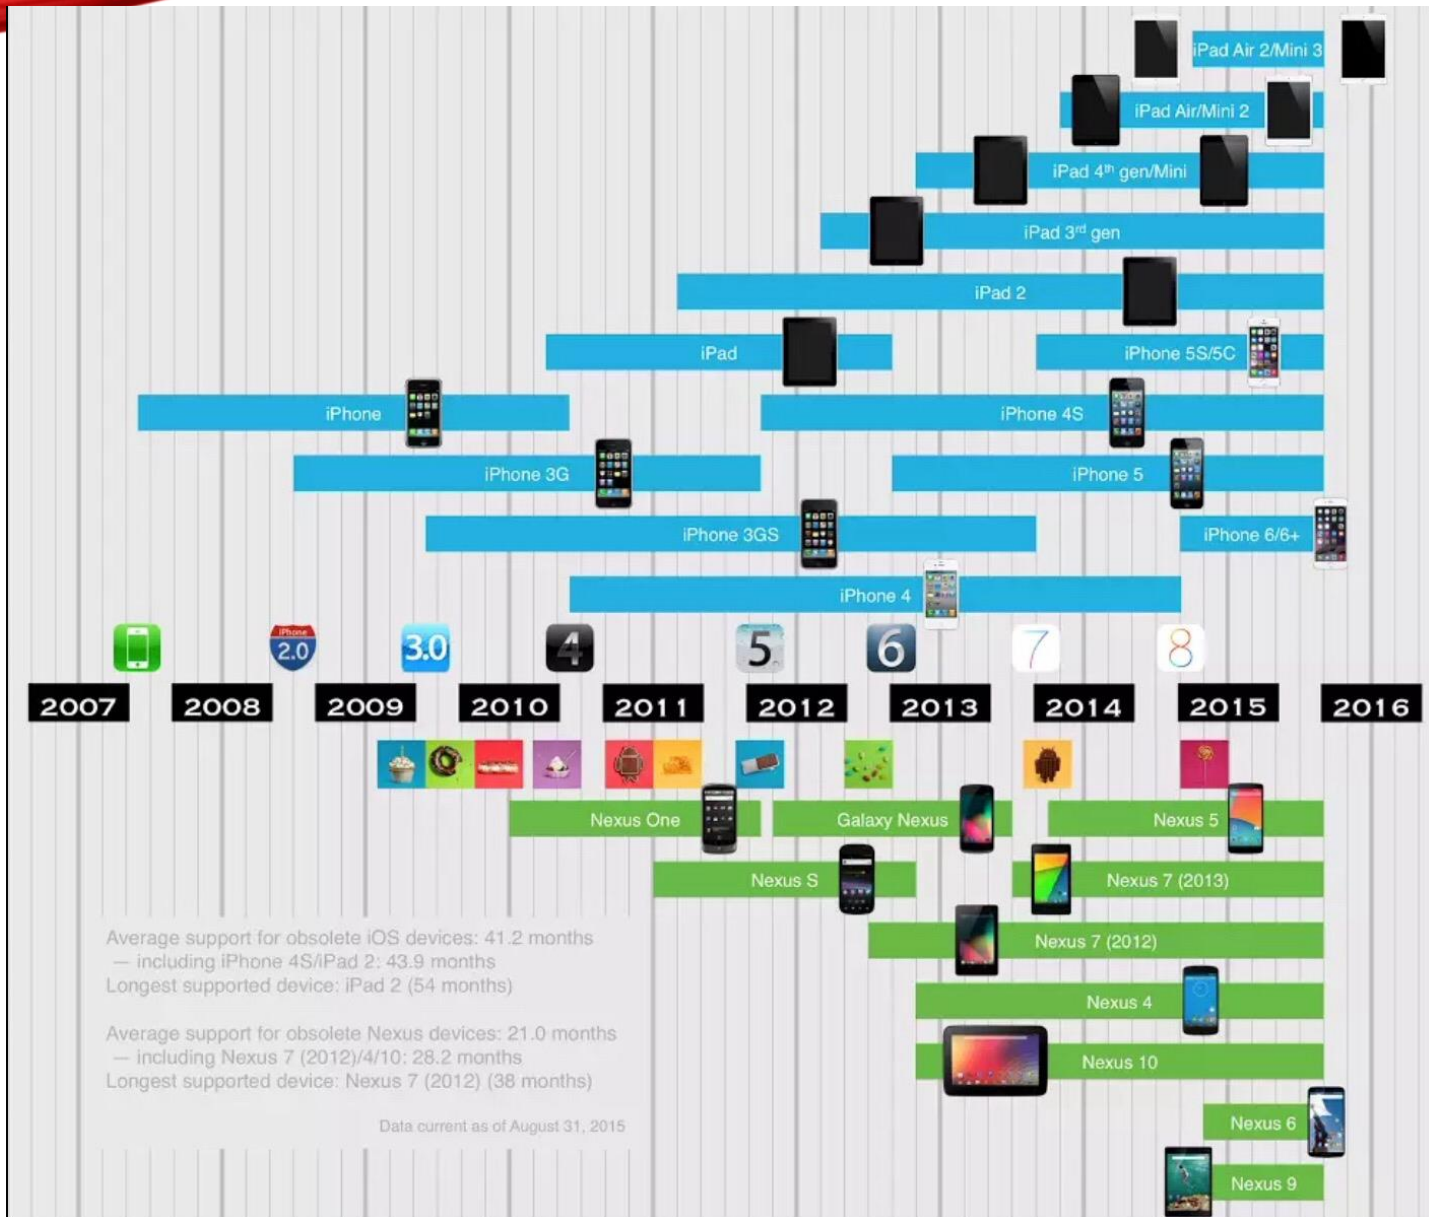 iPad Air 2/Mini 3
iPad Air/Mini 2
iPad 4th gen/Mini
iPad 3rd gen
iPad 2
iPad
iPhone 5S/5C
iPhone
iPhone 4S
iPhone 3G
iPhone 5
iPhone 3GS
iPhone 6/6+
iPhone 4
iPhone
2.0
3.0
4
5
6
7
8
2007
2008
2009
2010
2011
2012
2013
2014
2015
2016
Nexus One
Galaxy Nexus
Nexus 5
Nexus S
Nexus 7 (2013)
Nexus 7 (2012)
Nexus 4
Nexus 10
Nexus 6
Nexus 9
Average support for obsolete iOS devices: 41.2 months
— including iPhone 4S/iPad 2: 43.9 months
Longest supported device: iPad 2 (54 months)
Average support for obsolete Nexus devices: 21.0 months
— including Nexus 7 (2012)/4/10: 28.2 months
Longest supported device: Nexus 7 (2012) (38 months)
Data current as of August 31, 2015